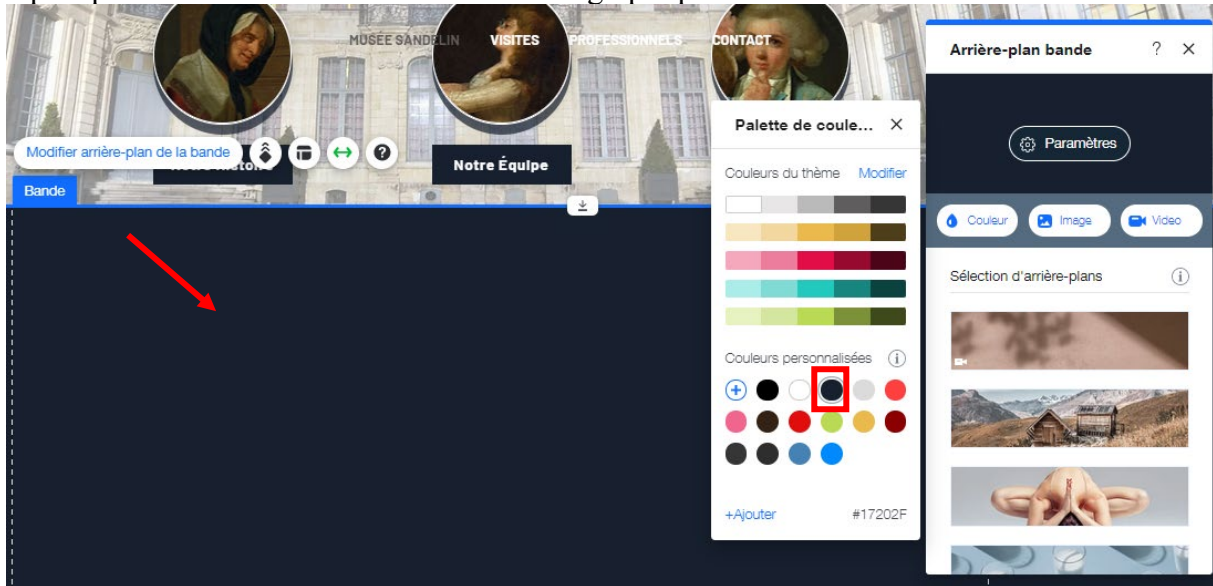 MUSÉE SANDELIN VISITES PROFESSIONNELS CONTACT
Modifier arrière-plan de la bande
Notre Équipe
Bande
Palette de coule...
Couleurs du thème Modifier
Couleurs personnalisées
+Ajouter #17202F
Arrière-plan bande ?
Paramètres
Couleur Image Video
Sélection d'arrière-plans